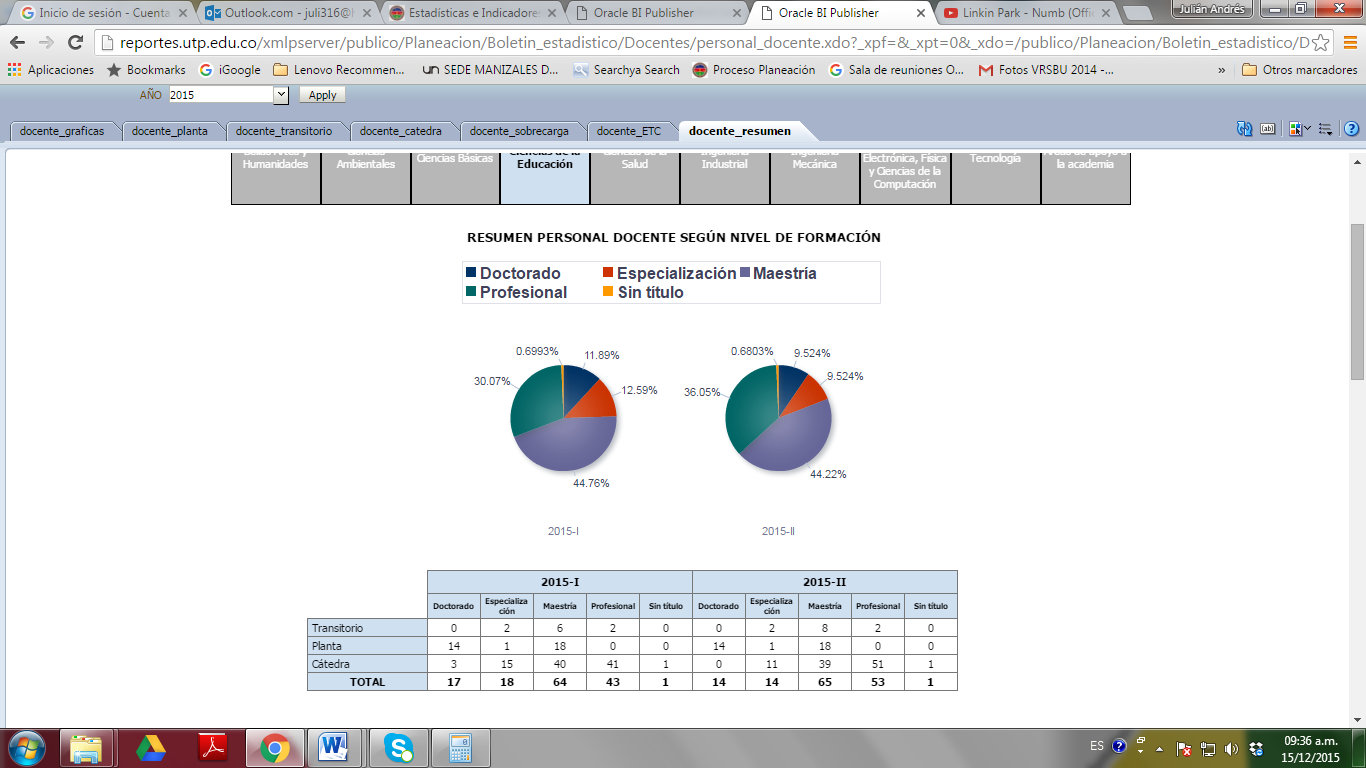 Inicio de sesión - Cuenta
Outlook.com - juli316@h
Estadísticas e Indicadores
Oracle BI Publisher
Oracle BI Publisher
Linkin Park - Numb (Offic
Julián Andrés
reportes.utp.edu.co/xmlpserver/publico/Planeacion/Boletin_estadistico/Docentes/personal_docente.xdo?_xpf=&_xpt=0&_xdo=/publico/Planeacion/Boletin_estadistico/D
Aplicaciones
Bookmarks
iGoogle
Lenovo Recommen...
SEDE MANIZALES D...
Searchya Search
Proceso Planeación
Sala de reuniones O...
Fotos VRSBU 2014 -...
»
Otros marcadores
AÑO 2015 Apply
docente_graficas docente_planta docente_transitorio docente_catedra docente_sobrecarga docente_ETC docente_resumen
Humanidades
Ambientales
Ciencias Básicas
Ciencias de la
Educación
Salud
Ingeniería
Industrial
Ingeniería
Mecánica
Electrónica, Física
y Ciencias de la
Computación
Tecnología
la academia
RESUMEN PERSONAL DOCENTE SEGÚN NIVEL DE FORMACIÓN
Doctorado Especialización Maestría
Profesional Sin título
0.6993% 11.89%
30.07% 12.59%
44.76%
2015-I
0.6803% 9.524%
36.05% 9.524%
44.22%
2015-II
2015-I 2015-II
Doctorado Especializa
ción Maestría Profesional Sin título Doctorado Especializa
ción Maestría Profesional Sin título
Transitorio 0 2 6 2 0 0 2 8 2 0
Planta 14 1 18 0 0 14 1 18 0 0
Cátedra 3 15 40 41 1 0 11 39 51 1
TOTAL 17 18 64 43 1 14 14 65 53 1
ES
09:36 a.m.
15/12/2015